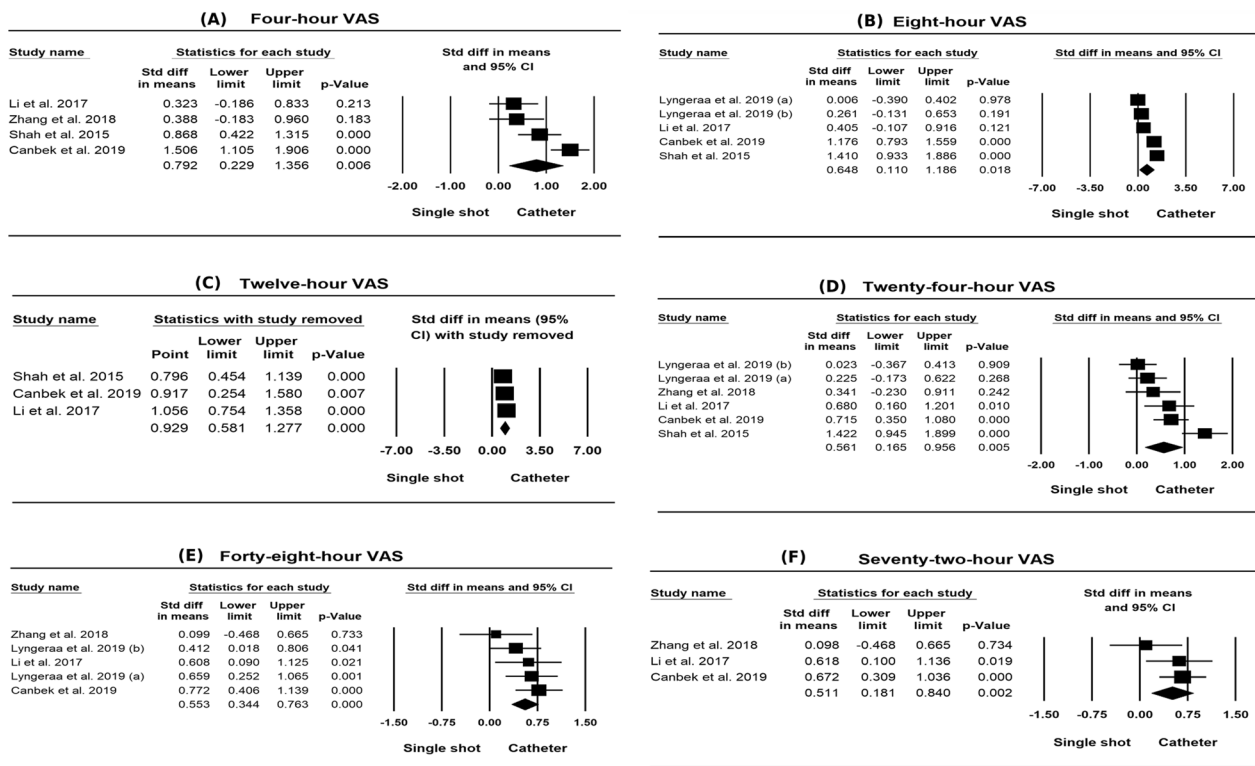 (A) Four-hour VAS
Study name Statistics for each study Std diff in means
and 95% CI
Std diff Lower Upper
in means limit limit p-Value
Li et al. 2017 0.323 -0.186 0.833 0.213
Zhang et al. 2018 0.388 -0.183 0.960 0.183
Shah et al. 2015 0.868 0.422 1.315 0.000
Canbek et al. 2019 1.506 1.105 1.906 0.000
0.792 0.229 1.356 0.006
-2.00 -1.00 0.00 1.00 2.00
Single shot Catheter
(B) Eight-hour VAS
Study name Statistics for each study Std diff in means and 95% CI
Std diff Lower Upper
in means limit limit p-Value
Lyngeraa et al. 2019 (a) 0.006 -0.390 0.402 0.978
Lyngeraa et al. 2019 (b) 0.261 -0.131 0.653 0.191
Li et al. 2017 0.405 -0.107 0.916 0.121
Canbek et al. 2019 1.176 0.793 1.559 0.000
Shah et al. 2015 1.410 0.933 1.886 0.000
0.648 0.110 1.186 0.018
-7.00 -3.50 0.00 3.50 7.00
Single shot Catheter
(C) Twelve-hour VAS
Study name Statistics with study removed Std diff in means (95%
CI) with study removed
Lower Upper
Point limit limit p-Value
Shah et al. 2015 0.796 0.454 1.139 0.000
Canbek et al. 2019 0.917 0.254 1.580 0.007
Li et al. 2017 1.056 0.754 1.358 0.000
0.929 0.581 1.277 0.000
-7.00 -3.50 0.00 3.50 7.00
Single shot Catheter
(D) Twenty-four-hour VAS
Study name Statistics for each study Std diff in means and 95% CI
Std diff Lower Upper
in means limit limit p-Value
Lyngeraa et al. 2019 (b) 0.023 -0.367 0.413 0.909
Lyngeraa et al. 2019 (a) 0.225 -0.173 0.622 0.268
Zhang et al. 2018 0.341 -0.230 0.911 0.242
Li et al. 2017 0.680 0.160 1.201 0.010
Canbek et al. 2019 0.715 0.350 1.080 0.000
Shah et al. 2015 1.422 0.945 1.899 0.000
0.561 0.165 0.956 0.005
-2.00 -1.00 0.00 1.00 2.00
Single shot Catheter
(E) Forty-eight-hour VAS
Study name Statistics for each study Std diff in means and 95% CI
Std diff Lower Upper
in means limit limit p-Value
Zhang et al. 2018 0.099 -0.468 0.665 0.733
Lyngeraa et al. 2019 (b) 0.412 0.018 0.806 0.041
Li et al. 2017 0.608 0.090 1.125 0.021
Lyngeraa et al. 2019 (a) 0.659 0.252 1.065 0.001
Canbek et al. 2019 0.772 0.406 1.139 0.000
0.553 0.344 0.763 0.000
-1.50 -0.75 0.00 0.75 1.50
Single shot Catheter
(F) Seventy-two-hour VAS
Study name Statistics for each study Std diff in means
and 95% CI
Std diff Lower Upper
in means limit limit p-Value
Zhang et al. 2018 0.098 -0.468 0.665 0.734
Li et al. 2017 0.618 0.100 1.136 0.019
Canbek et al. 2019 0.672 0.309 1.036 0.000
0.511 0.181 0.840 0.002
-1.50 -0.75 0.00 0.75 1.50
Single shot Catheter